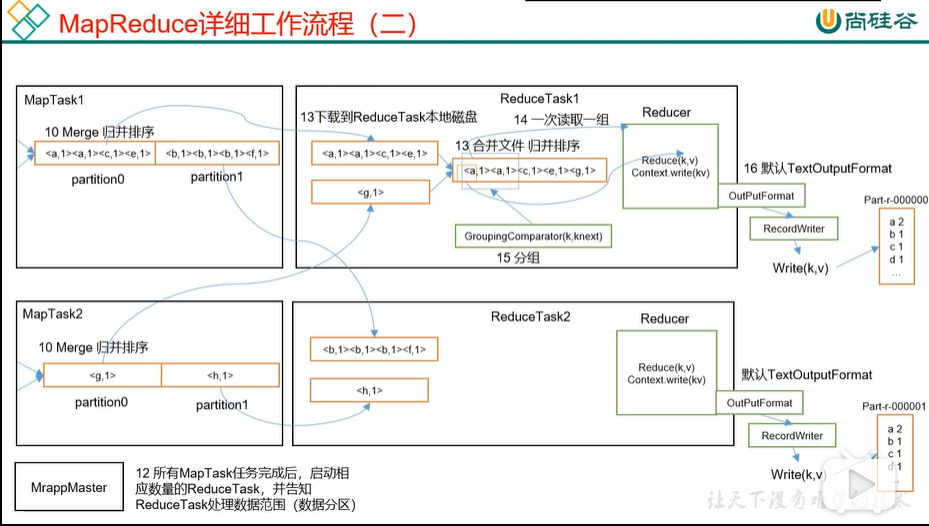 MapReduce详细工作流程（二）
尚硅谷
MapTask1
10 Merge 归并排序
<a,1><a,1><c,1><e,1>
<b,1><b,1><b,1><f,1>
partition0
partition1
ReduceTask1
13下载到ReduceTask本地磁盘
<a,1><a,1><c,1><e,1>
<g,1>
13 合并文件 归并排序
<a,1><a,1><c,1><e,1><g,1>
14 一次读取一组
GroupingComparator(k,knext)
15 分组
Reducer
Reduce(k,v)
Context.write(kv)
16 默认TextOutputFormat
OutPutFormat
RecordWriter
Write(k,v)
Part-r-000000
a 2
b 1
c 1
d 1
...
MapTask2
10 Merge 归并排序
<g,1>
<h,1>
partition0
partition1
ReduceTask2
<b,1><b,1><b,1><f,1>
<h,1>
Reducer
Reduce(k,v)
Context.write(kv)
默认TextOutputFormat
OutPutFormat
RecordWriter
Write(k,v)
Part-r-000001
a 2
b 1
c 1
d 1
MrappMaster
12 所有MapTask任务完成后，启动相
应数量的ReduceTask，并告知
ReduceTask处理数据范围（数据分区）
让天下没有难学的技术